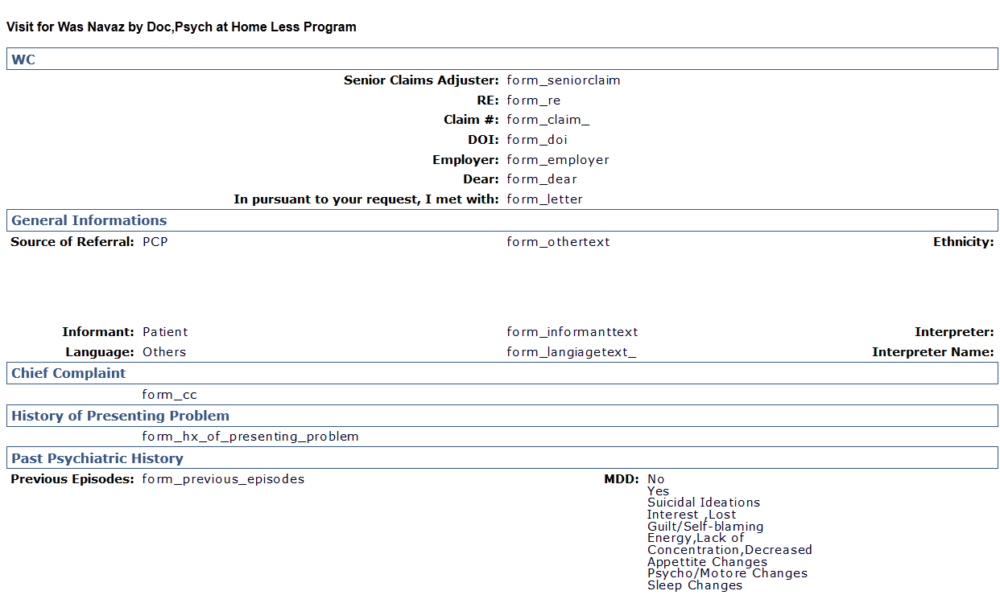 Visit for Was Navaz by Doc,Psych at Home Less Program
WC
Senior Claims Adjuster: form_seniorclaim
RE: form_re
Claim #: form_claim_
DOI: form_doi
Employer: form_employer
Dear: form_dear
In pursuant to your request, I met with: form_letter
General Informations
Source of Referral: PCP form_othertext Ethnicity:
Informant: Patient form_informanttext Interpreter:
Language: Others form_langiagetext_ Interpreter Name:
Chief Complaint
form_cc
History of Presenting Problem
form_hx_of_presenting_problem
Past Psychiatric History
Previous Episodes: form_previous_episodes MDD: No
Yes
Suicidal Ideations
Interest ,Lost
Guilt/Self-blaming
Energy,Lack of
Concentration,Decreased
Appettite Changes
Psycho/Motore Changes
Sleep Changes